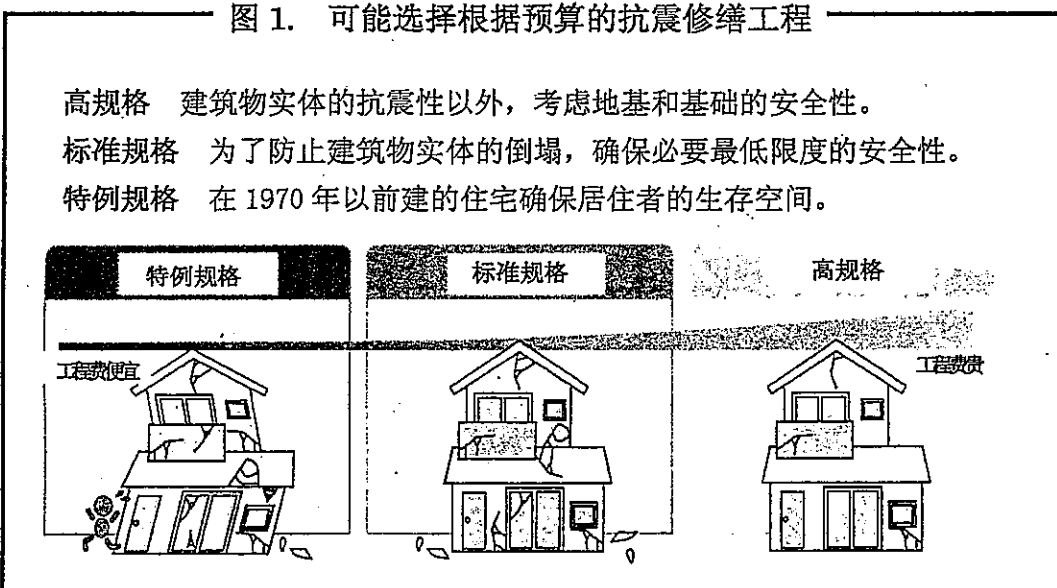 图 1. 可能选择根据预算的抗震修缮工程
高规格 建筑物实体的抗震性以外，考虑地基和基础的安全性。
标准规格 为了防止建筑物实体的倒塌，确保必要最低限度的安全性。
特例规格 在 1970 年以前建的住宅确保居住者的生存空间。
特例规格 标准规格 高规格
工程费便宜 工程费贵